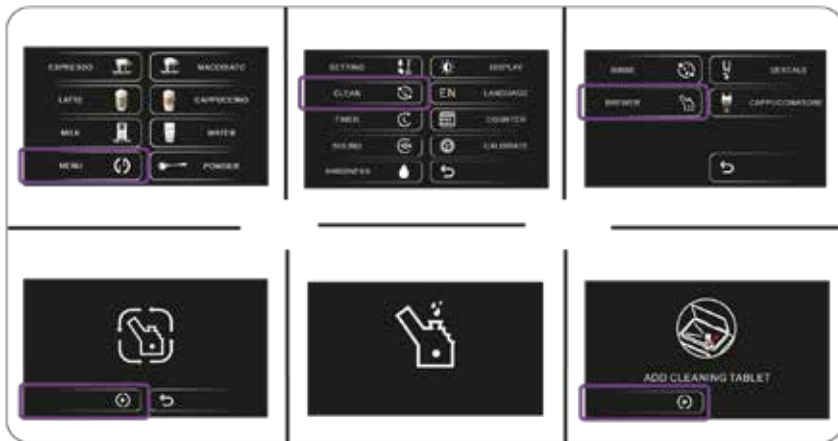 ESPRESSO MACCHIATO
LATTE CAPPUCCINO
MILK WATER
MENU POWDER
SETTING DISPLAY
CLEAN EN LANGUAGE
TIMER COUNTER
SOUND CALIBRATE
HARDNESS
RINSE DESCALE
BREWER CAPPUCCINATORE
ADD CLEANING TABLET